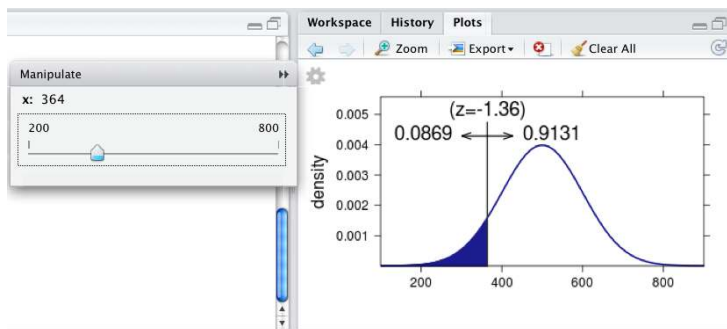 Manipulate
x: 364
200 800
Workspace History Plots
Zoom Export Clear All
(z=-1.36)
0.0869 0.9131
0.005
0.004
0.003
0.002
0.001
density
200 400 600 800